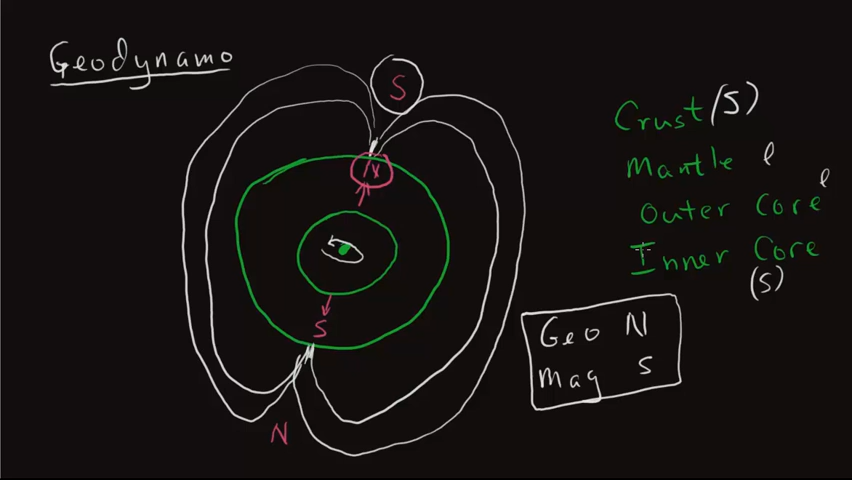 Geodynamo
S
N
S
N
Crust (S)
Mantle l
Outer Core l
Inner Core
(S)
Geo N
Mag S